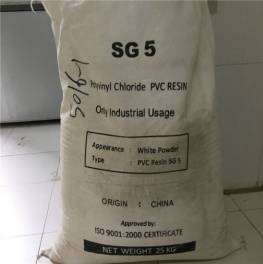 SG 5
Polyvinyl Chloride PVC RESIN
Only Industrial Usage
Appearance : White Powder
Type : PVC Resin SG 5
ORIGIN : CHINA
Approved by:
ISO 9001:2000 CERTIFICATE
NET WEIGHT 25 KG